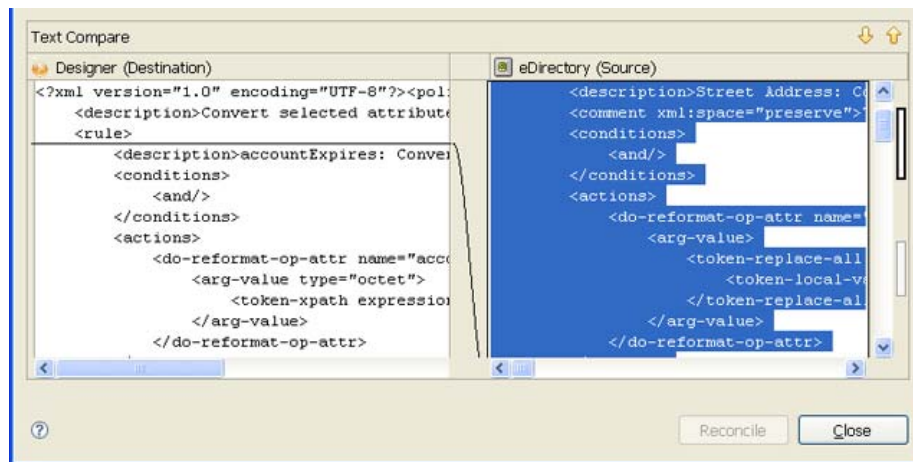 Text Compare
Designer (Destination)
<?xml version="1.0" encoding="UTF-8"?><pol
<description>Convert selected attribute
<rule>
<description>accountExpires: Conver
<conditions>
<and/>
</conditions>
<actions>
<do-reformat-op-attr name="acco
<arg-value type="octet">
<token-xpath expression
</arg-value>
</do-reformat-op-attr>
eDirectory (Source)
<description>Street Address: Co
<comment xml:space="preserve">
<conditions>
<and/>
</conditions>
<actions>
<do-reformat-op-attr name="
<arg-value>
<token-replace-all
<token-local-va
</token-replace-al
</arg-value>
</do-reformat-op-attr>
Reconcile
Close